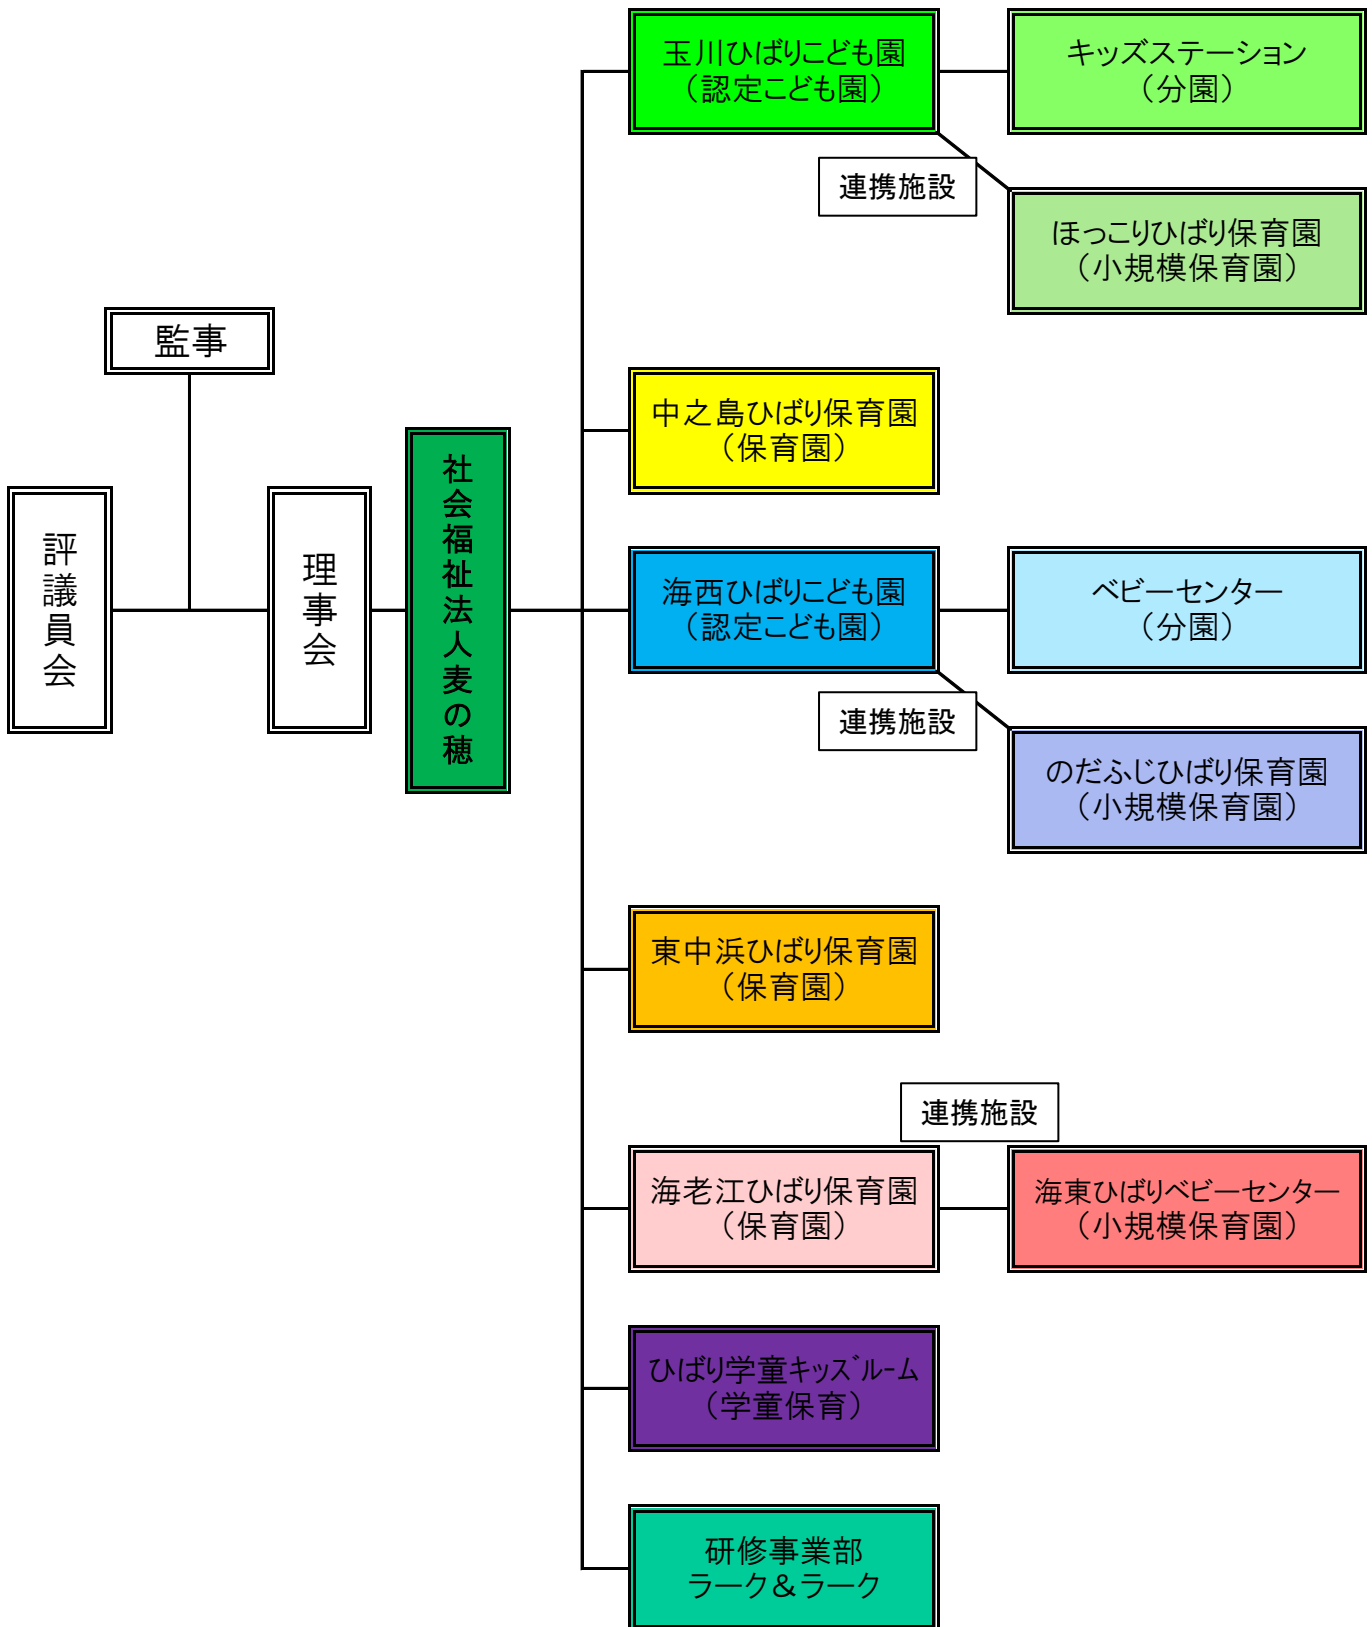 監事
評議員会
理事会
社会福祉法人麦の穂
玉川ひばりこども園
（認定こども園）
キッズステーション
（分園）
連携施設
ほっこりひばり保育園
（小規模保育園）
中之島ひばり保育園
（保育園）
海西ひばりこども園
（認定こども園）
ベビーセンター
（分園）
連携施設
のだふじひばり保育園
（小規模保育園）
東中浜ひばり保育園
（保育園）
連携施設
海老江ひばり保育園
（保育園）
海東ひばりベビーセンター
（小規模保育園）
ひばり学童キッズルーム
（学童保育）
研修事業部
ラーク＆ラーク